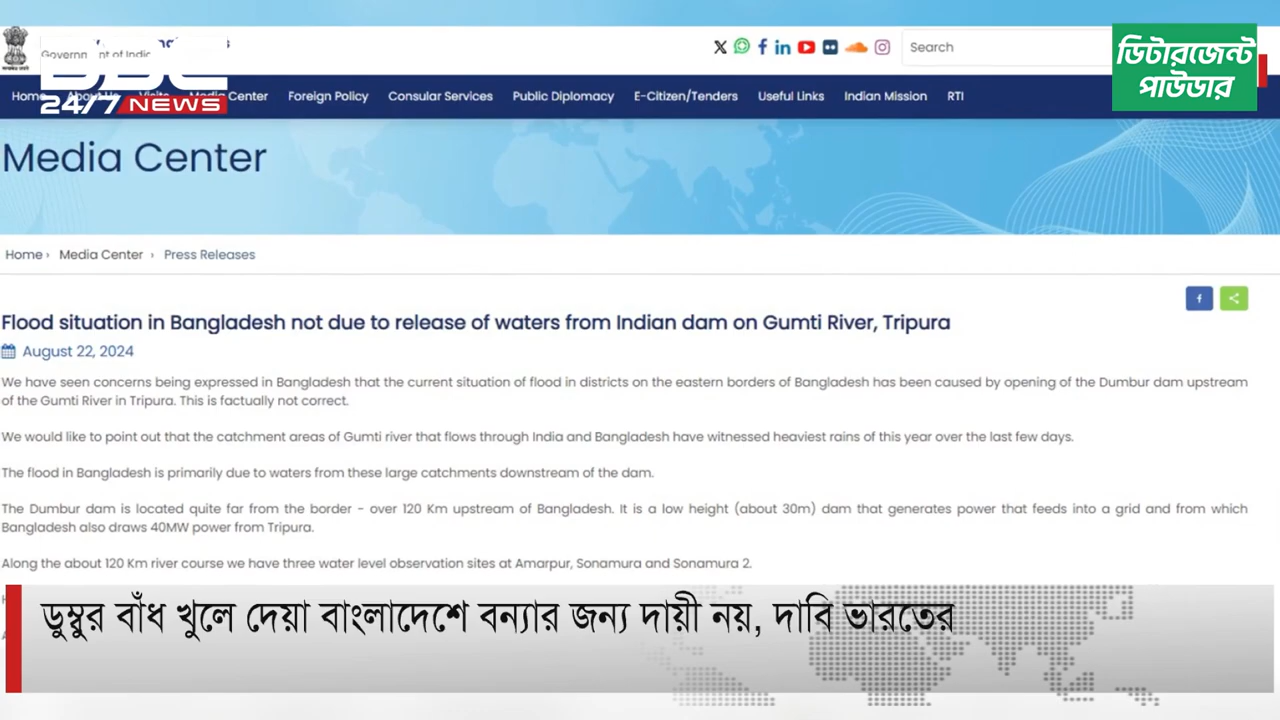 Government of India
Search
ডিটারজেন্ট
পাউডার
24/7 NEWS
Home About Us Visits Media Center Foreign Policy Consular Services Public Diplomacy E-Citizen/Tenders Useful Links Indian Mission RTI
Media Center
Home › Media Center › Press Releases
Flood situation in Bangladesh not due to release of waters from Indian dam on Gumti River, Tripura
August 22, 2024
We have seen concerns being expressed in Bangladesh that the current situation of flood in districts on the eastern borders of Bangladesh has been caused by opening of the Dumbur dam upstream
of the Gumti River in Tripura. This is factually not correct.
We would like to point out that the catchment areas of Gumti river that flows through India and Bangladesh have witnessed heaviest rains of this year over the last few days.
The flood in Bangladesh is primarily due to waters from these large catchments downstream of the dam.
The Dumbur dam is located quite far from the border - over 120 Km upstream of Bangladesh. It is a low height (about 30m) dam that generates power that feeds into a grid and from which
Bangladesh also draws 40MW power from Tripura.
Along the about 120 Km river course we have three water level observation sites at Amarpur, Sonamura and Sonamura 2.
ডুম্বুর বাঁধ খুলে দেয়া বাংলাদেশে বন্যার জন্য দায়ী নয়, দাবি ভারতের